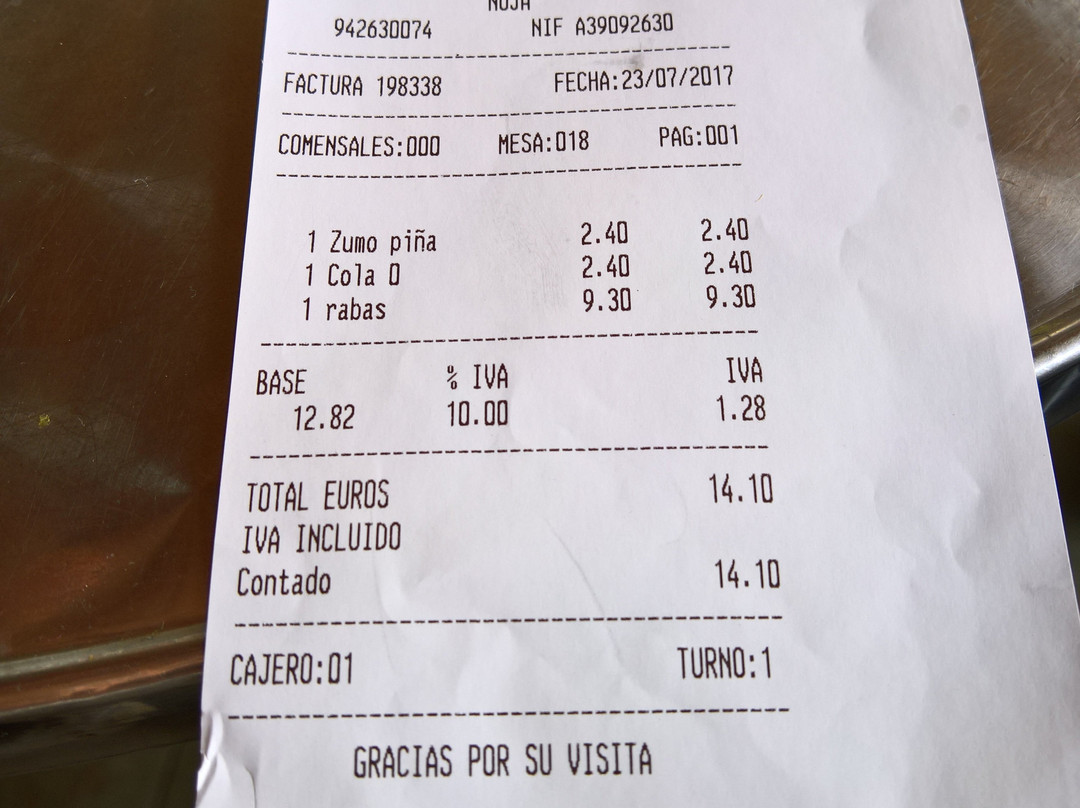 NOJA
942630074 NIF A39092630
FACTURA 198338 FECHA:23/07/2017
COMENSALES:000 MESA:018 PAG:001
1 Zumo piña 2.40 2.40
1 Cola 0 2.40 2.40
1 rabas 9.30 9.30
BASE % IVA IVA
12.82 10.00 1.28
TOTAL EUROS 14.10
IVA INCLUIDO
Contado 14.10
CAJERO:01 TURNO:1
GRACIAS POR SU VISITA